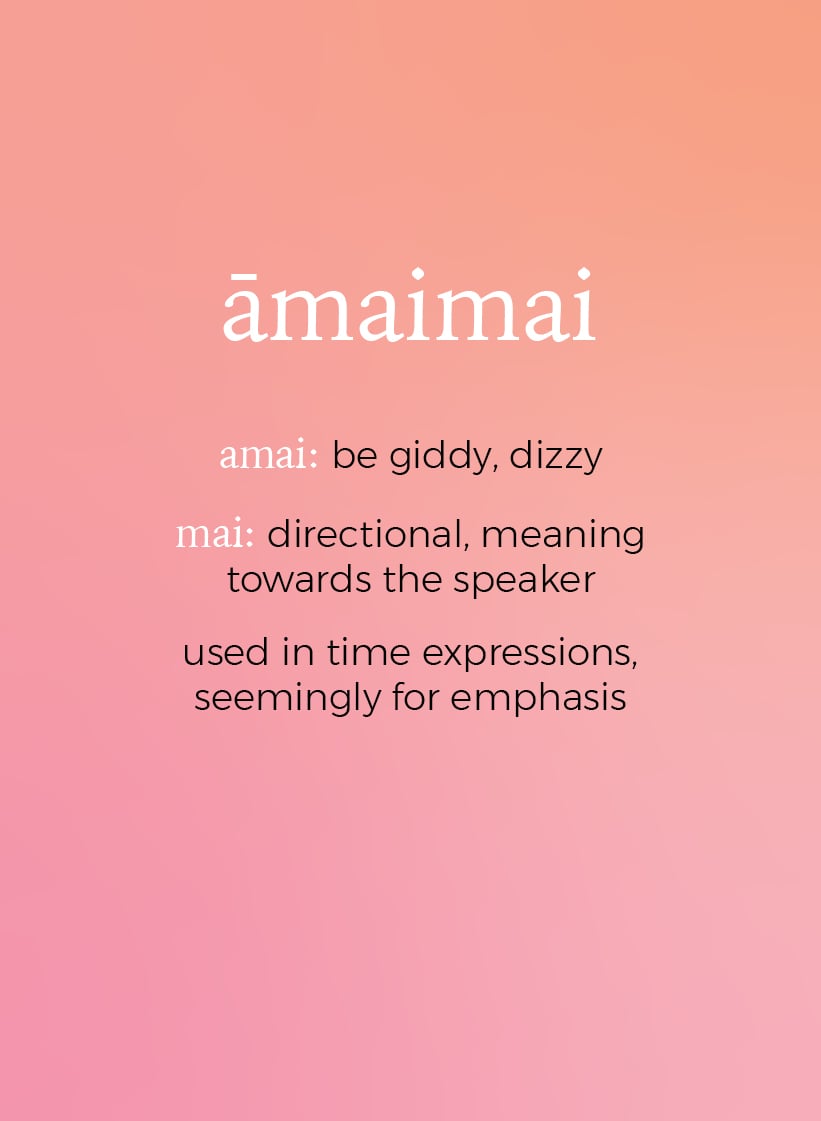 āmaimai
amai: be giddy, dizzy
mai: directional, meaning
towards the speaker
used in time expressions,
seemingly for emphasis